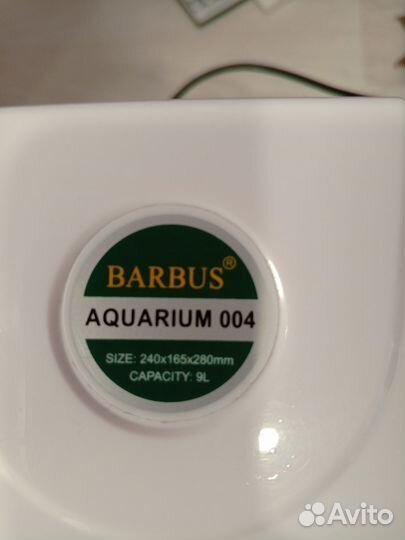 BARBUS®
AQUARIUM 004
SIZE: 240x165x280mm
CAPACITY: 9L
Avito